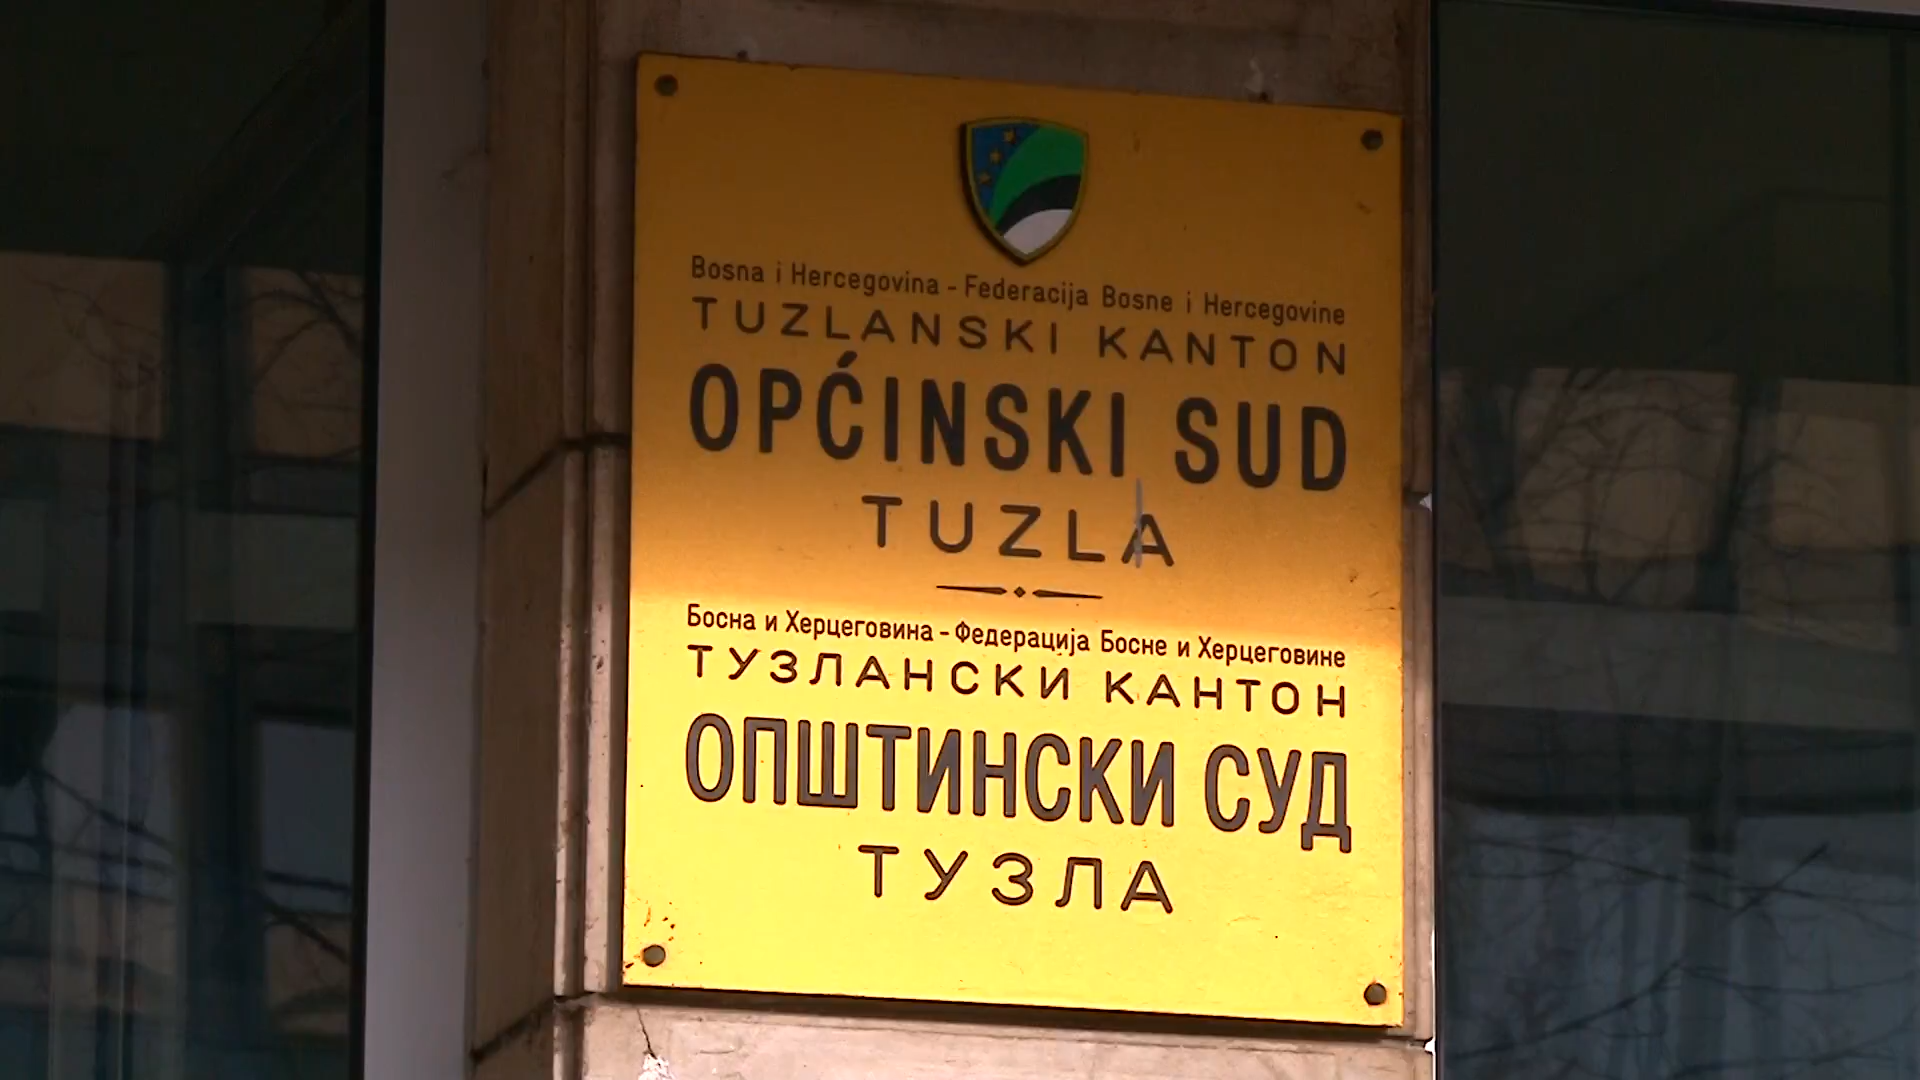 Bosna i Hercegovina - Federacija Bosne i Hercegovine
TUZLANSKI KANTON
OPĆINSKI SUD
TUZLA
Босна и Херцеговина - Федерација Босне и Херцеговине
ТУЗЛАНСКИ КАНТОН
ОПШТИНСКИ СУД
ТУЗЛА